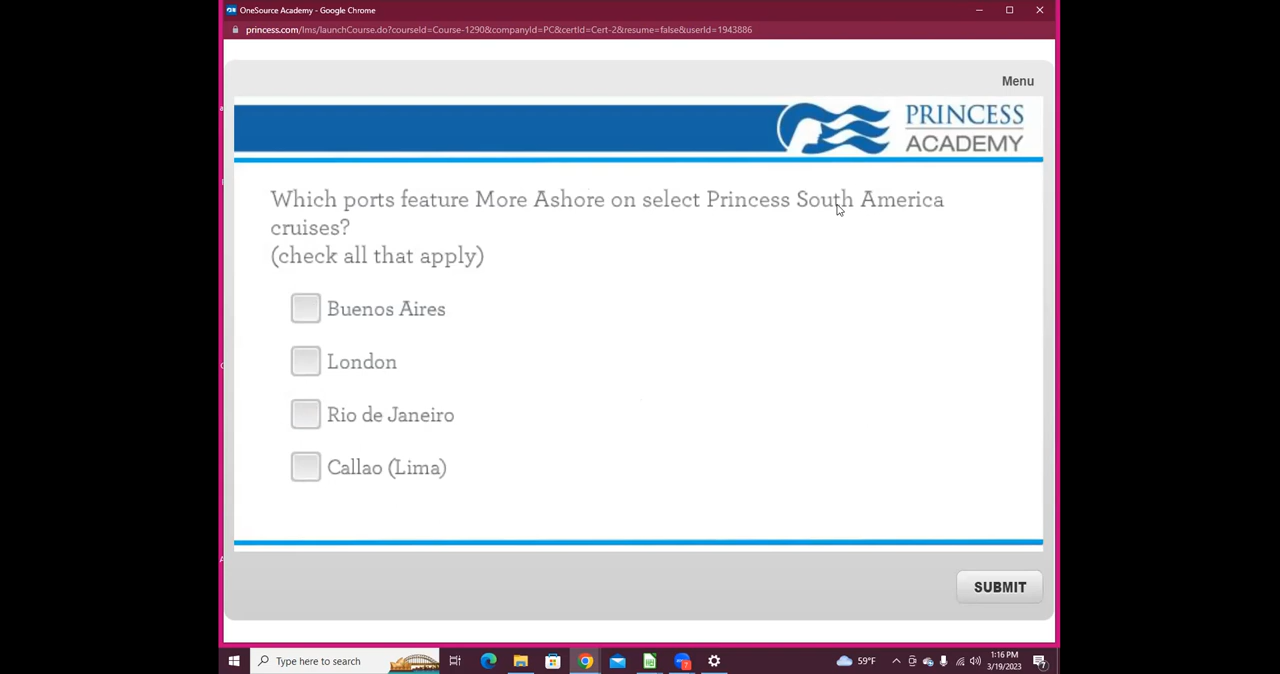 OneSource Academy - Google Chrome
princess.com/lms/launchCourse.do?courseId=Course-1290&companyId=PC&certId=Cert-2&resume=false&userId=1943886
Menu
PRINCESS
ACADEMY
Which ports feature More Ashore on select Princess South America
cruises?
(check all that apply)
Buenos Aires
London
Rio de Janeiro
Callao (Lima)
SUBMIT
Type here to search
59°F
1:16 PM
3/19/2023